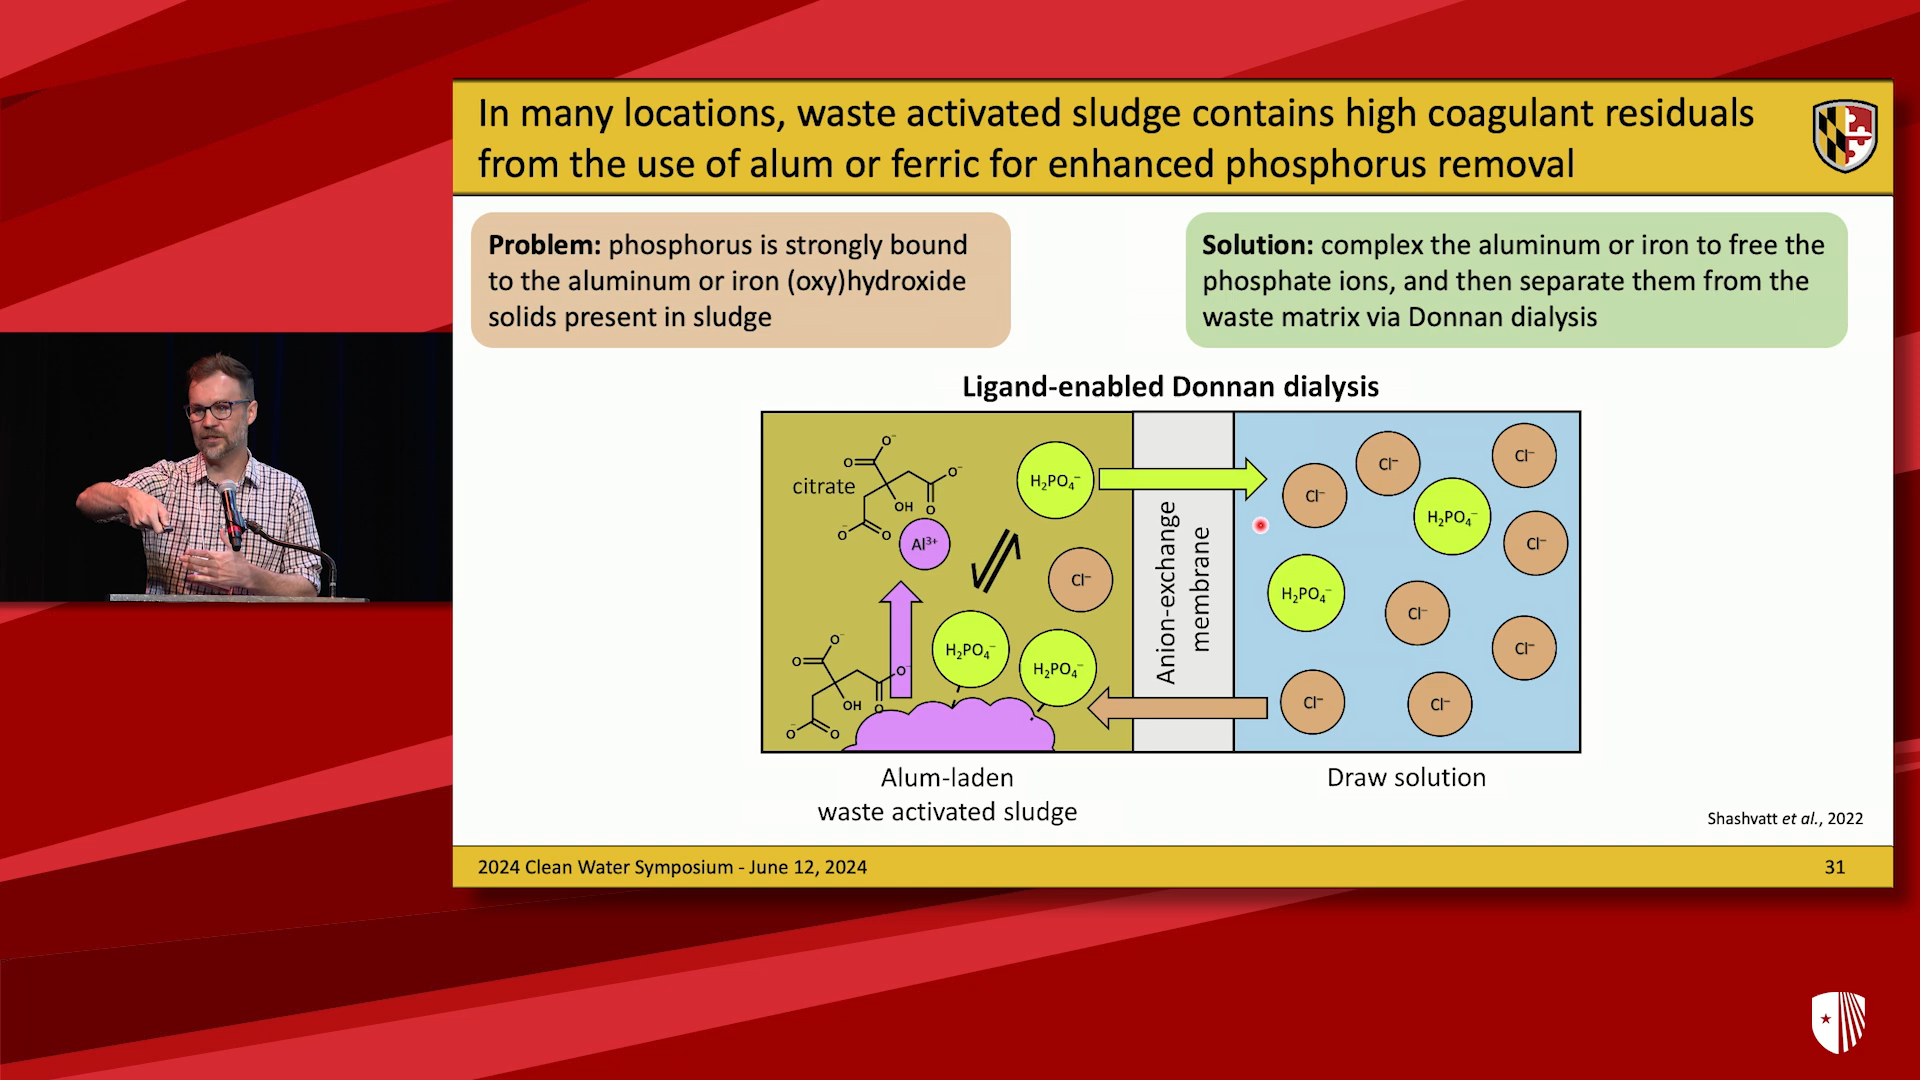 In many locations, waste activated sludge contains high coagulant residuals
from the use of alum or ferric for enhanced phosphorus removal
Problem: phosphorus is strongly bound
to the aluminum or iron (oxy)hydroxide
solids present in sludge
Solution: complex the aluminum or iron to free the
phosphate ions, and then separate them from the
waste matrix via Donnan dialysis
Ligand-enabled Donnan dialysis
citrate
O⁻
O
O⁻
OH
O
O⁻
O
Al³⁺
H₂PO₄⁻
Cl⁻
H₂PO₄⁻
H₂PO₄⁻
O⁻
O
O⁻
OH
O
O⁻
O
Anion-exchange
membrane
Cl⁻
Cl⁻
Cl⁻
H₂PO₄⁻
Cl⁻
H₂PO₄⁻
Cl⁻
Cl⁻
Cl⁻
Cl⁻
Alum-laden
waste activated sludge
Draw solution
Shashvatt et al., 2022
2024 Clean Water Symposium - June 12, 2024
31